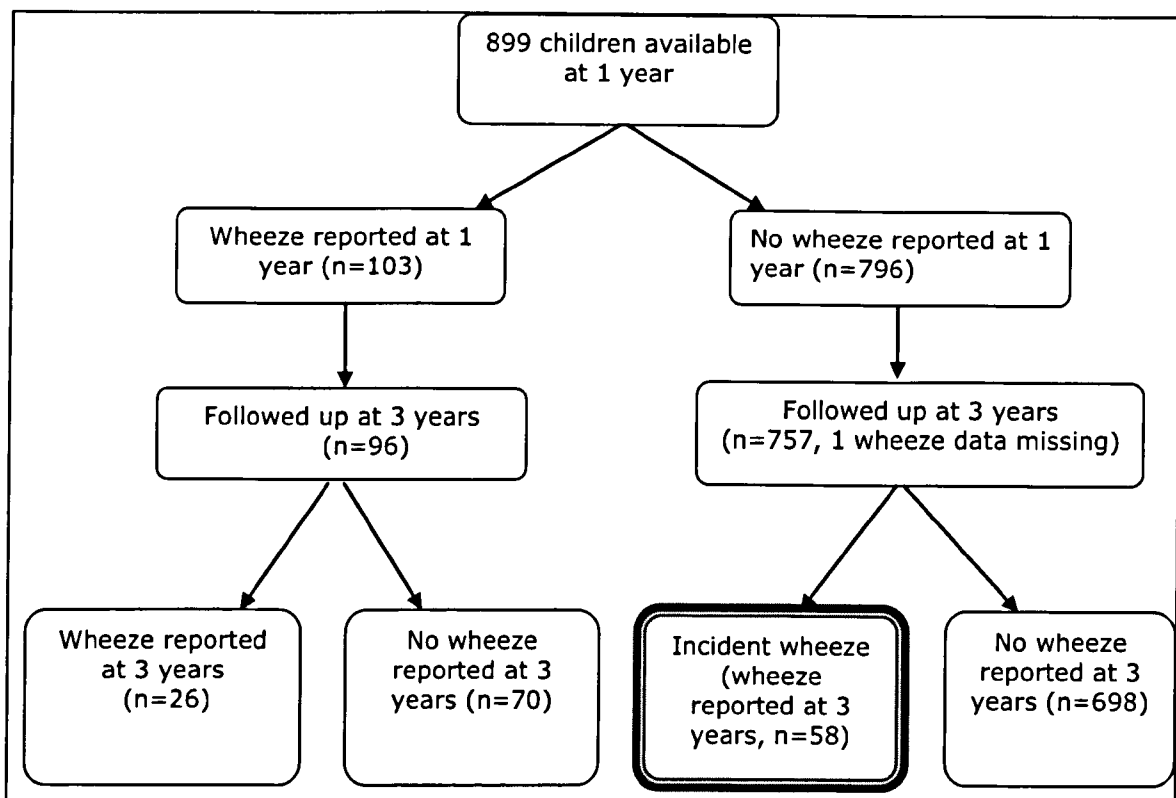 899 children available
at 1 year
Wheeze reported at 1
year (n=103)
No wheeze reported at 1
year (n=796)
Followed up at 3 years
(n=96)
Followed up at 3 years
(n=757, 1 wheeze data missing)
Wheeze reported
at 3 years
(n=26)
No wheeze
reported at 3
years (n=70)
Incident wheeze
(wheeze
reported at 3
years, n=58)
No wheeze
reported at 3
years (n=698)